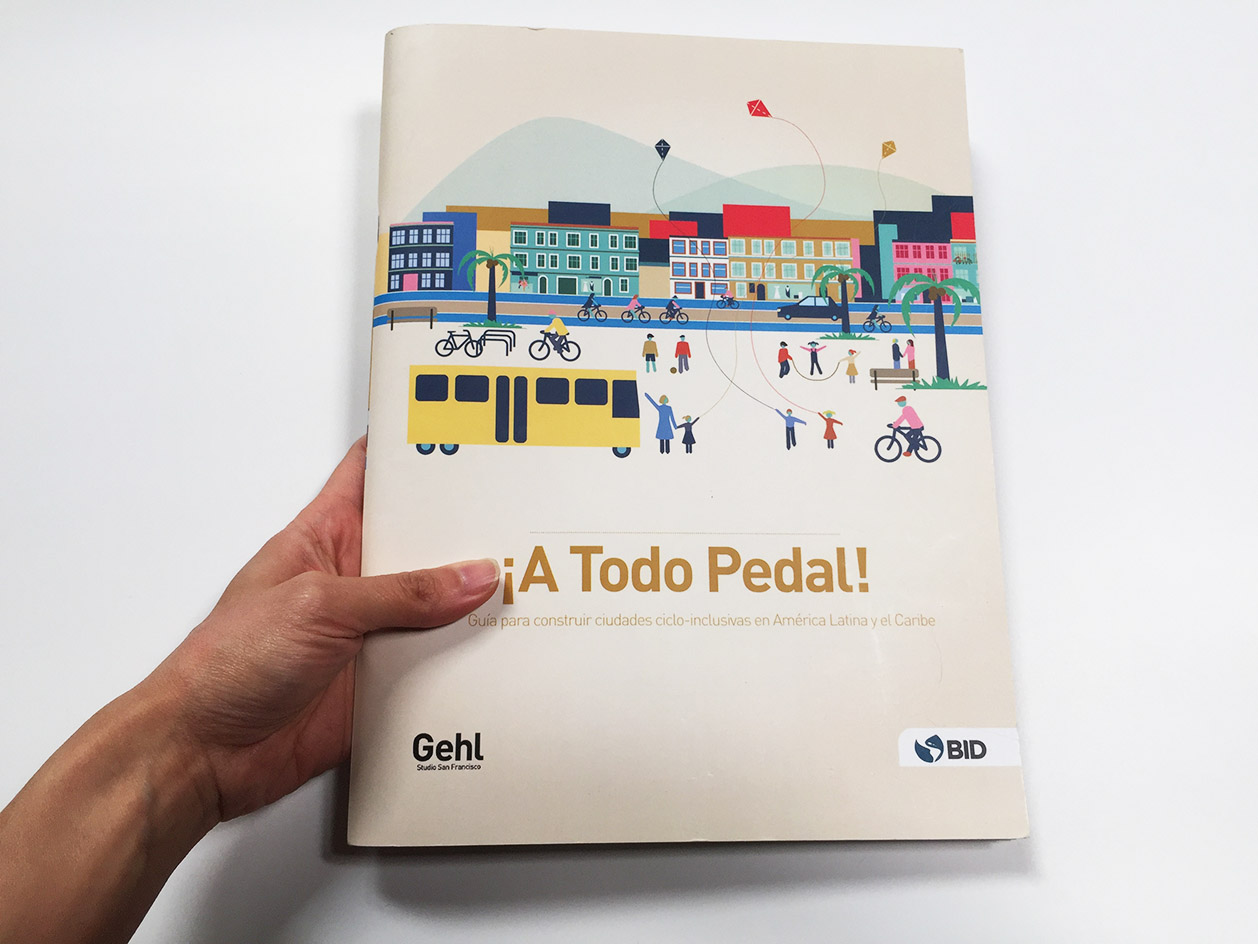 ¡A Todo Pedal!
Guía para construir ciudades ciclo-inclusivas en América Latina y el Caribe
Gehl
Studio San Francisco
BID